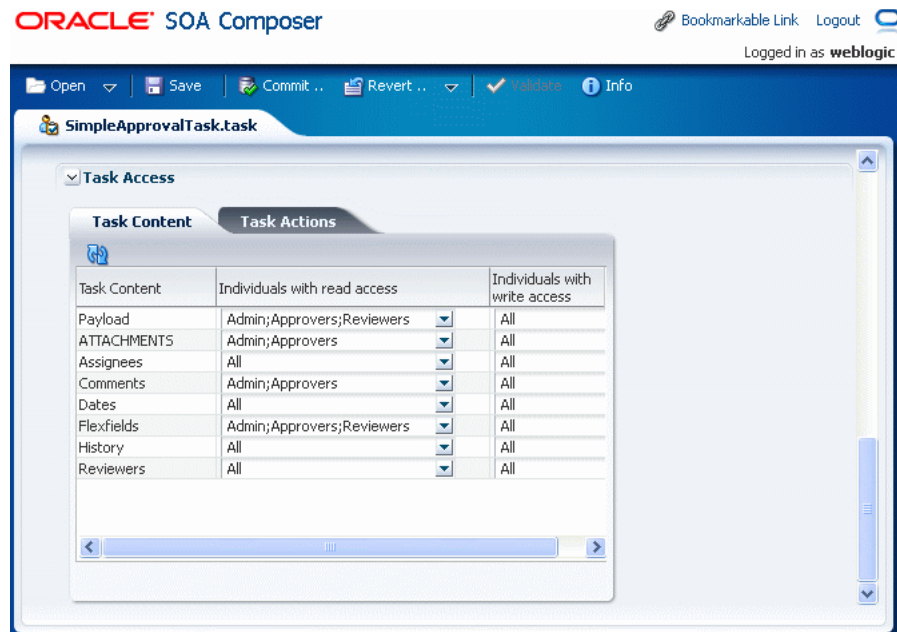 ORACLE® SOA Composer
Bookmarkable Link Logout
Logged in as weblogic
Open Save Commit .. Revert .. Validate Info
SimpleApprovalTask.task
Task Access
Task Content Task Actions
Task Content Individuals with read access Individuals with
write access
Payload Admin;Approvers;Reviewers All
ATTACHMENTS Admin;Approvers All
Assignees All All
Comments Admin;Approvers All
Dates All All
Flexfields Admin;Approvers;Reviewers All
History All All
Reviewers All All